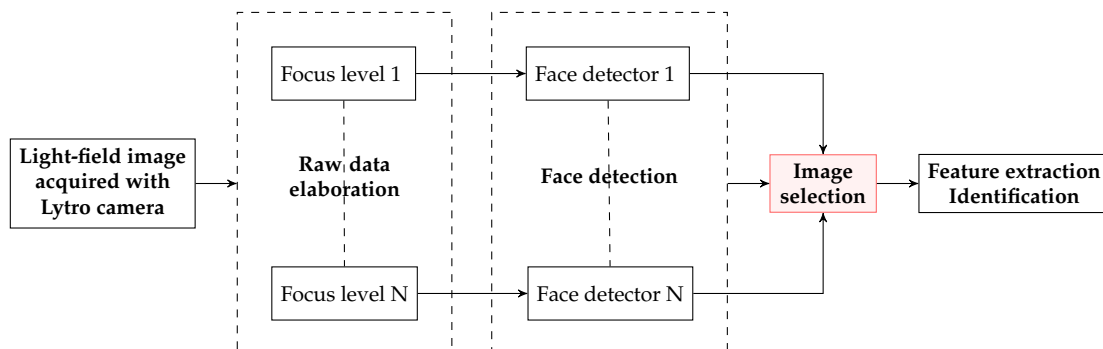 Light-field image
acquired with
Lytro camera
Focus level 1
Raw data
elaboration
Focus level N
Face detector 1
Face detection
Face detector N
Image
selection
Feature extraction
Identification